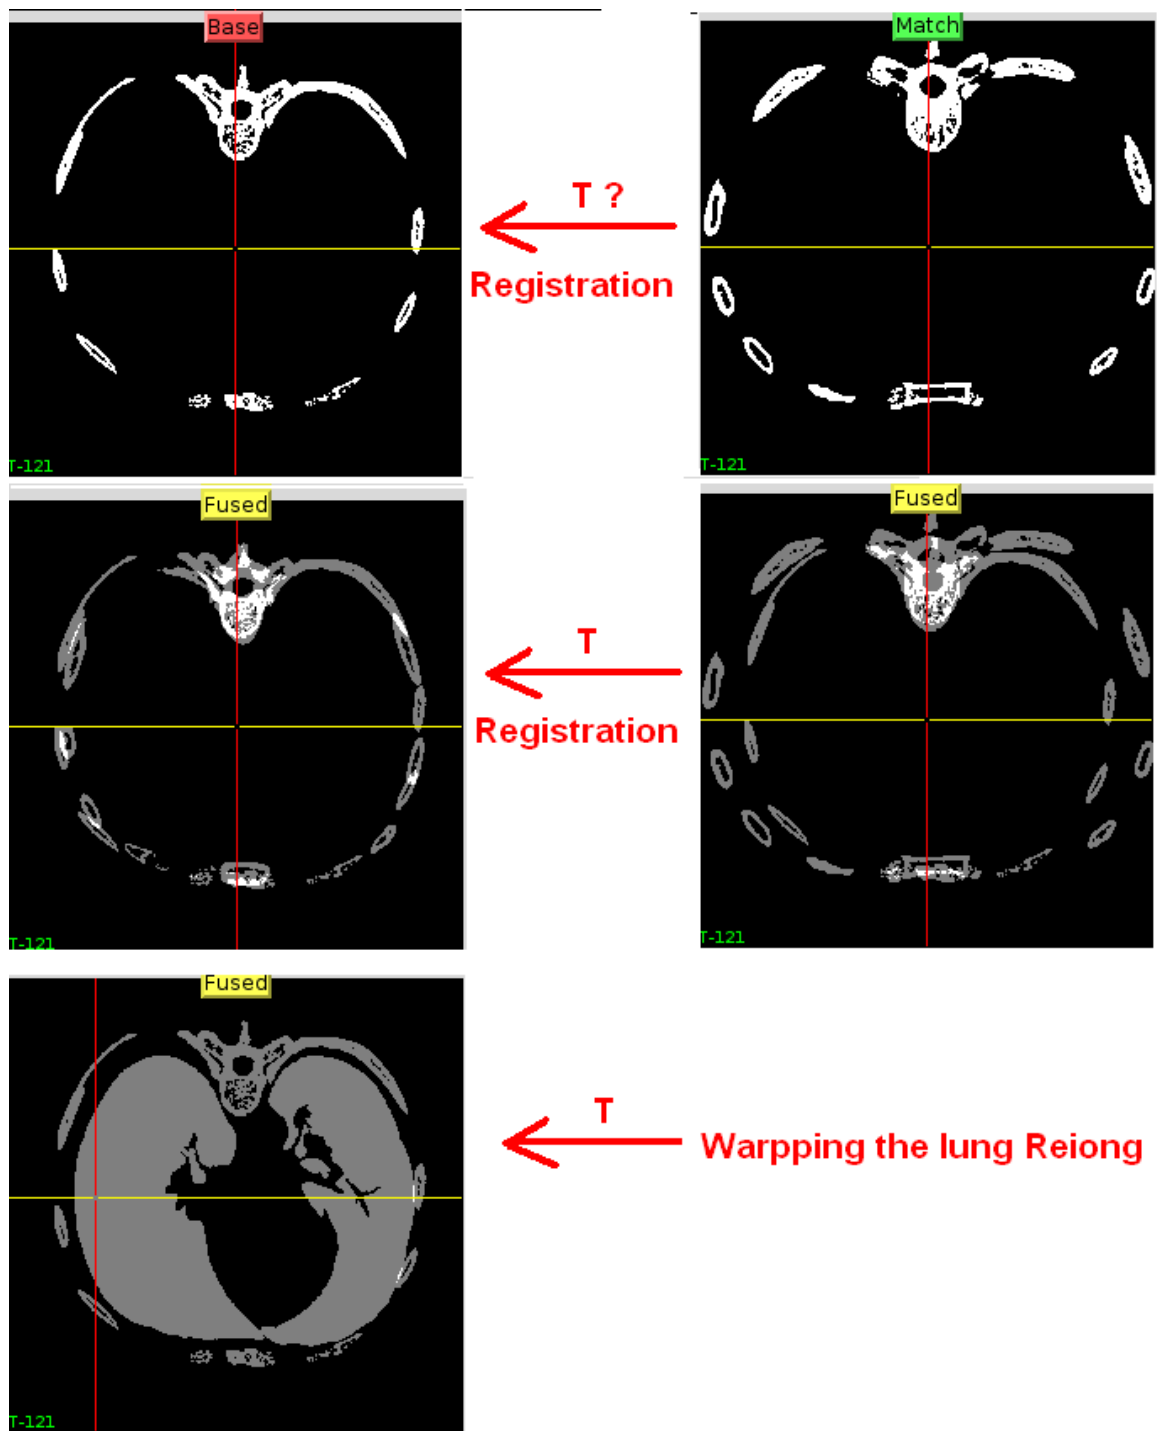 Base
Match
T ?
Registration
T-121
T-121
Fused
Fused
T
Registration
T-121
T-121
Fused
T
Warpping the lung Reiong
T-121